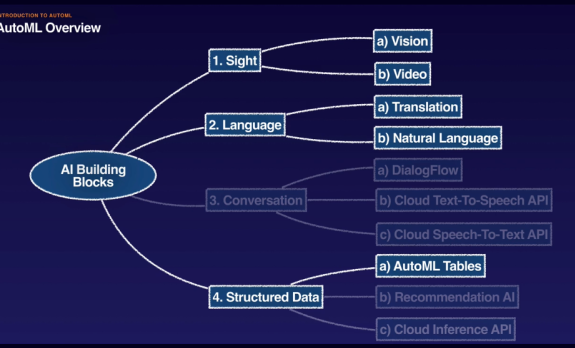 INTRODUCTION TO AUTOML
AutoML Overview
AI Building
Blocks
1. Sight
a) Vision
b) Video
2. Language
a) Translation
b) Natural Language
3. Conversation
a) DialogFlow
b) Cloud Text-To-Speech API
c) Cloud Speech-To-Text API
4. Structured Data
a) AutoML Tables
b) Recommendation AI
c) Cloud Inference API